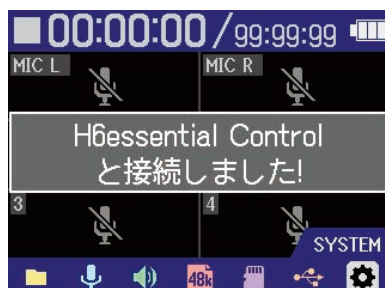 00:00:00/99:99:99
MIC L
MIC R
H6essential Control
と接続しました!
3
4
SYSTEM
48k